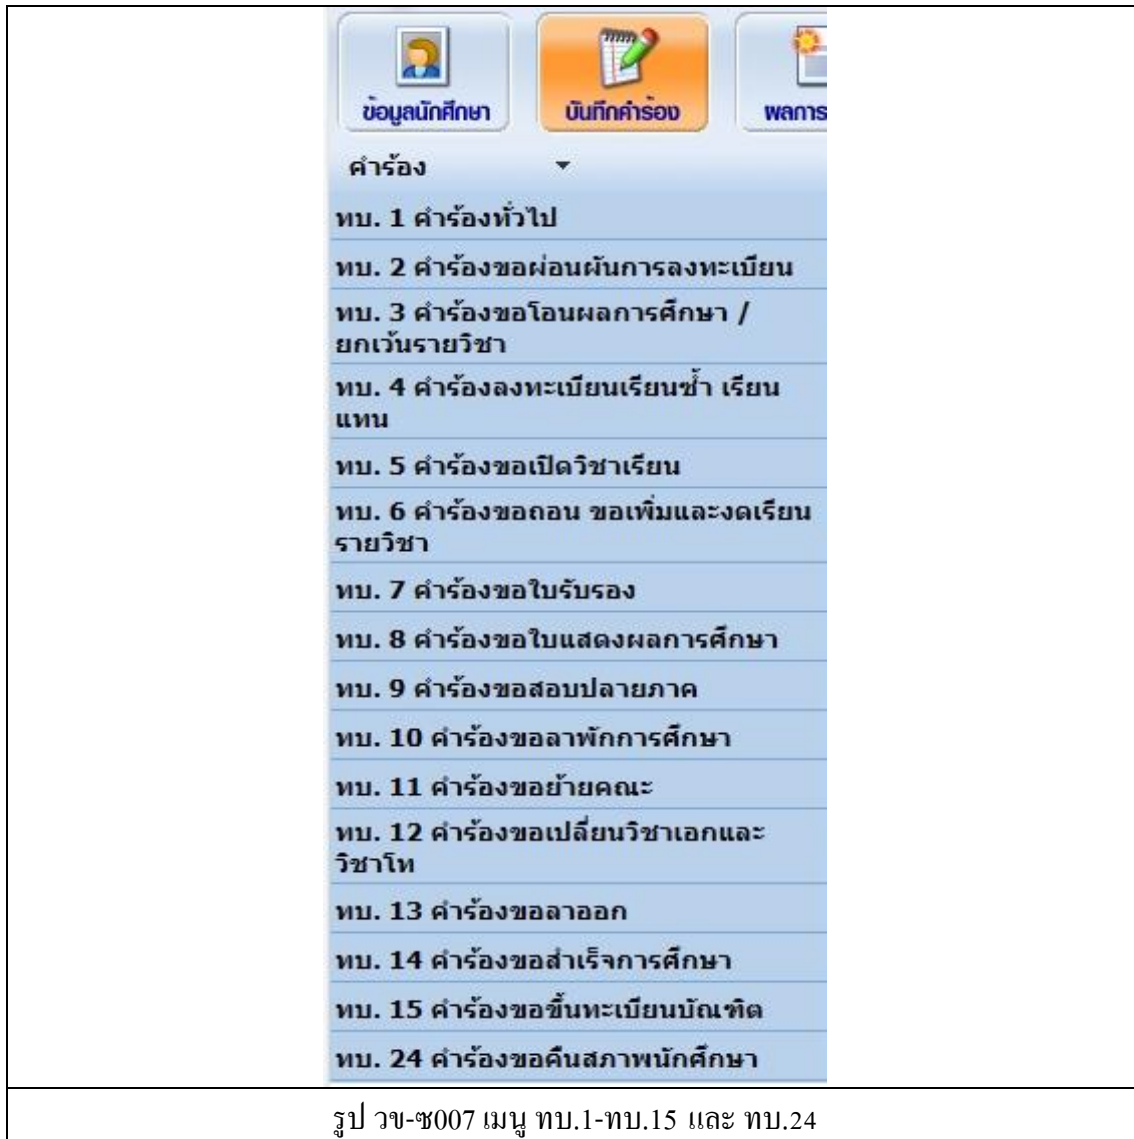 ข้อมูลนักศึกษา บันทึกคำร้อง ผลการ
คำร้อง
ทบ. 1 คำร้องทั่วไป
ทบ. 2 คำร้องขอผ่อนผันการลงทะเบียน
ทบ. 3 คำร้องขอโอนผลการศึกษา /
ยกเว้นรายวิชา
ทบ. 4 คำร้องลงทะเบียนเรียนซ้ำ เรียน
แทน
ทบ. 5 คำร้องขอเปิดวิชาเรียน
ทบ. 6 คำร้องขอถอน ขอเพิ่มและงดเรียน
รายวิชา
ทบ. 7 คำร้องขอใบรับรอง
ทบ. 8 คำร้องขอใบแสดงผลการศึกษา
ทบ. 9 คำร้องขอสอบปลายภาค
ทบ. 10 คำร้องขอลาพักการศึกษา
ทบ. 11 คำร้องขอย้ายคณะ
ทบ. 12 คำร้องขอเปลี่ยนวิชาเอกและ
วิชาโท
ทบ. 13 คำร้องขอลาออก
ทบ. 14 คำร้องขอสำเร็จการศึกษา
ทบ. 15 คำร้องขอขึ้นทะเบียนบัณฑิต
ทบ. 24 คำร้องขอคืนสภาพนักศึกษา
รูป วข-ซ007 เมนู ทบ.1-ทบ.15 และ ทบ.24